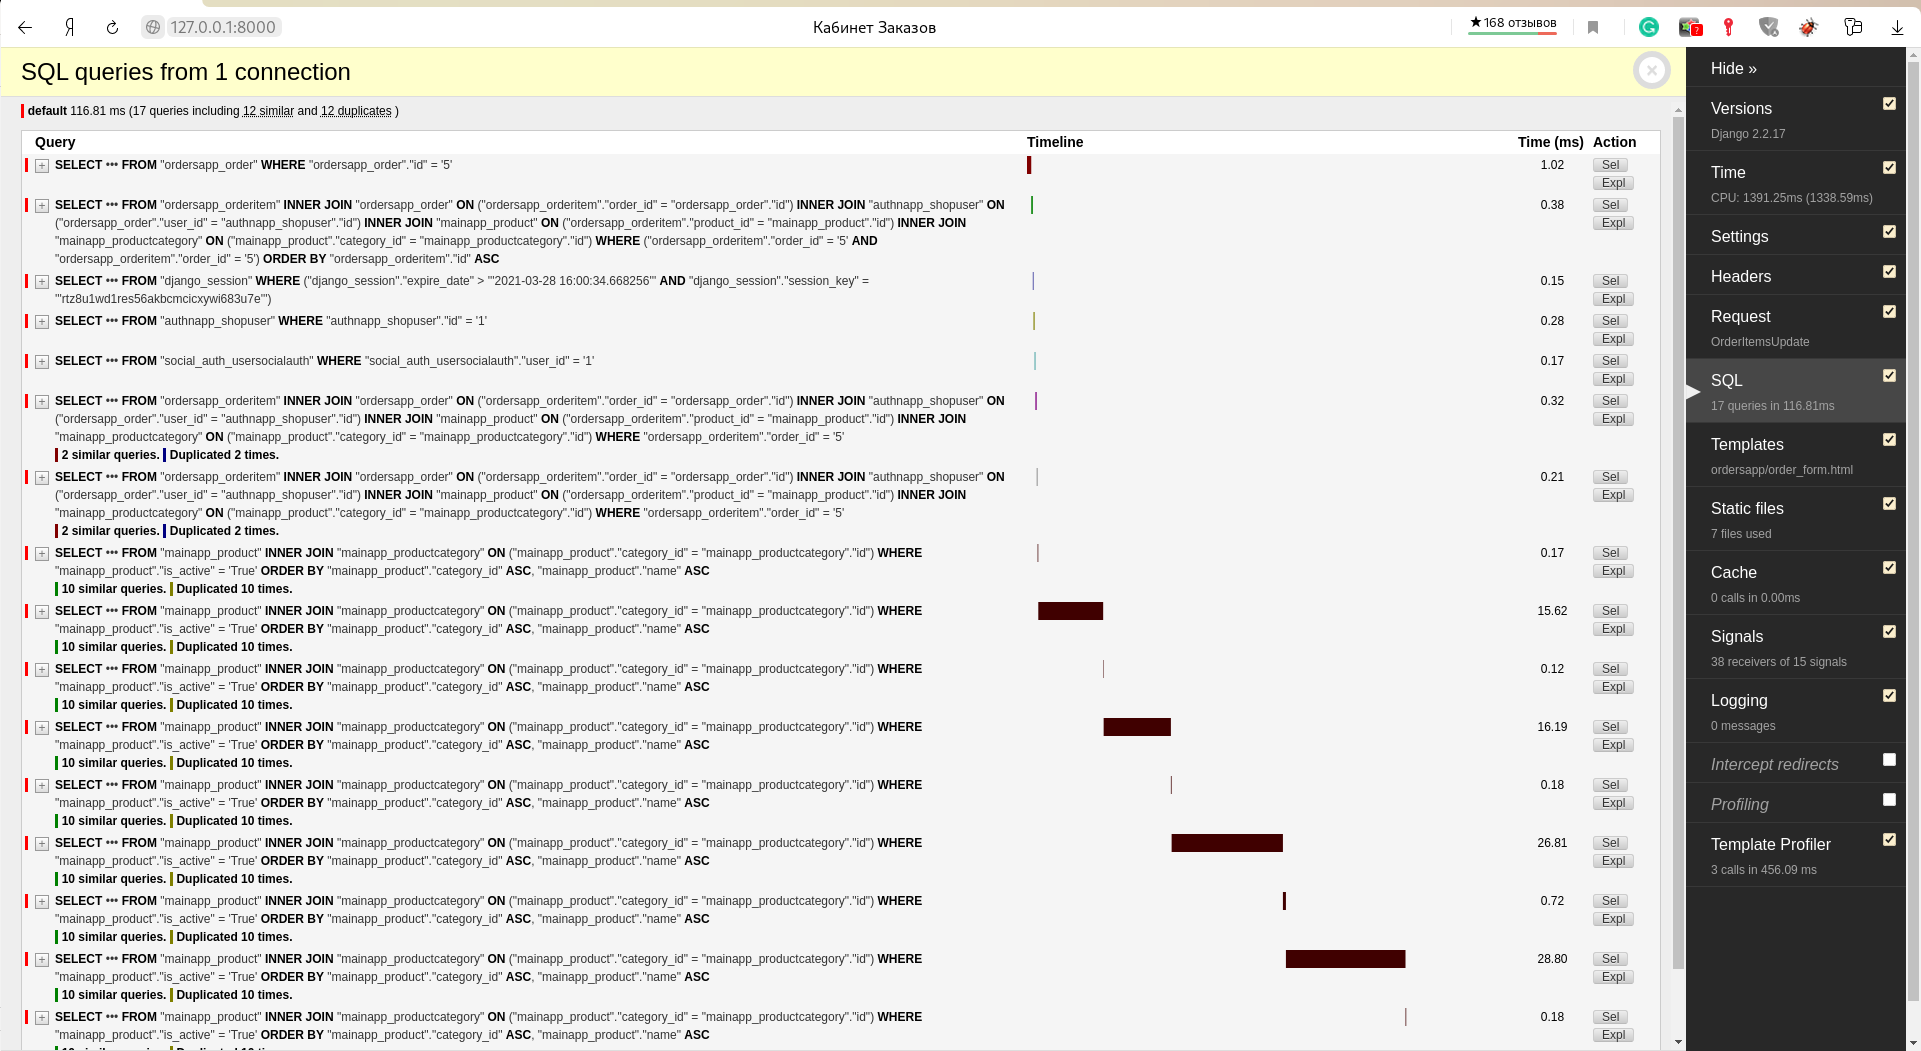 127.0.0.1:8000
Кабинет Заказов
★168 отзывов
SQL queries from 1 connection
default 116.81 ms (17 queries including 12 similar and 12 duplicates )
Query Timeline Time (ms) Action
SELECT ••• FROM "ordersapp_order" WHERE "ordersapp_order"."id" = '5' 1.02 Sel
Expl
SELECT ••• FROM "ordersapp_orderitem" INNER JOIN "ordersapp_order" ON ("ordersapp_orderitem"."order_id" = "ordersapp_order"."id") INNER JOIN "authnapp_shopuser" ON 0.38 Sel
("ordersapp_order"."user_id" = "authnapp_shopuser"."id") INNER JOIN "mainapp_product" ON ("ordersapp_orderitem"."product_id" = "mainapp_product"."id") INNER JOIN Expl
"mainapp_productcategory" ON ("mainapp_product"."category_id" = "mainapp_productcategory"."id") WHERE ("ordersapp_orderitem"."order_id" = '5' AND
"ordersapp_orderitem"."order_id" = '5') ORDER BY "ordersapp_orderitem"."id" ASC
SELECT ••• FROM "django_session" WHERE ("django_session"."expire_date" > '"2021-03-28 16:00:34.668256"' AND "django_session"."session_key" = 0.15 Sel
'"rtz8u1wd1res56akbcmcicxywi683u7e"') Expl
SELECT ••• FROM "authnapp_shopuser" WHERE "authnapp_shopuser"."id" = '1' 0.28 Sel
Expl
SELECT ••• FROM "social_auth_usersocialauth" WHERE "social_auth_usersocialauth"."user_id" = '1' 0.17 Sel
Expl
SELECT ••• FROM "ordersapp_orderitem" INNER JOIN "ordersapp_order" ON ("ordersapp_orderitem"."order_id" = "ordersapp_order"."id") INNER JOIN "authnapp_shopuser" ON 0.32 Sel
("ordersapp_order"."user_id" = "authnapp_shopuser"."id") INNER JOIN "mainapp_product" ON ("ordersapp_orderitem"."product_id" = "mainapp_product"."id") INNER JOIN Expl
"mainapp_productcategory" ON ("mainapp_product"."category_id" = "mainapp_productcategory"."id") WHERE "ordersapp_orderitem"."order_id" = '5'
2 similar queries. Duplicated 2 times.
SELECT ••• FROM "ordersapp_orderitem" INNER JOIN "ordersapp_order" ON ("ordersapp_orderitem"."order_id" = "ordersapp_order"."id") INNER JOIN "authnapp_shopuser" ON 0.21 Sel
("ordersapp_order"."user_id" = "authnapp_shopuser"."id") INNER JOIN "mainapp_product" ON ("ordersapp_orderitem"."product_id" = "mainapp_product"."id") INNER JOIN Expl
"mainapp_productcategory" ON ("mainapp_product"."category_id" = "mainapp_productcategory"."id") WHERE "ordersapp_orderitem"."order_id" = '5'
2 similar queries. Duplicated 2 times.
SELECT ••• FROM "mainapp_product" INNER JOIN "mainapp_productcategory" ON ("mainapp_product"."category_id" = "mainapp_productcategory"."id") WHERE 0.17 Sel
"mainapp_product"."is_active" = 'True' ORDER BY "mainapp_product"."category_id" ASC, "mainapp_product"."name" ASC Expl
10 similar queries. Duplicated 10 times.
SELECT ••• FROM "mainapp_product" INNER JOIN "mainapp_productcategory" ON ("mainapp_product"."category_id" = "mainapp_productcategory"."id") WHERE 15.62 Sel
"mainapp_product"."is_active" = 'True' ORDER BY "mainapp_product"."category_id" ASC, "mainapp_product"."name" ASC Expl
10 similar queries. Duplicated 10 times.
SELECT ••• FROM "mainapp_product" INNER JOIN "mainapp_productcategory" ON ("mainapp_product"."category_id" = "mainapp_productcategory"."id") WHERE 0.12 Sel
"mainapp_product"."is_active" = 'True' ORDER BY "mainapp_product"."category_id" ASC, "mainapp_product"."name" ASC Expl
10 similar queries. Duplicated 10 times.
SELECT ••• FROM "mainapp_product" INNER JOIN "mainapp_productcategory" ON ("mainapp_product"."category_id" = "mainapp_productcategory"."id") WHERE 16.19 Sel
"mainapp_product"."is_active" = 'True' ORDER BY "mainapp_product"."category_id" ASC, "mainapp_product"."name" ASC Expl
10 similar queries. Duplicated 10 times.
SELECT ••• FROM "mainapp_product" INNER JOIN "mainapp_productcategory" ON ("mainapp_product"."category_id" = "mainapp_productcategory"."id") WHERE 0.18 Sel
"mainapp_product"."is_active" = 'True' ORDER BY "mainapp_product"."category_id" ASC, "mainapp_product"."name" ASC Expl
10 similar queries. Duplicated 10 times.
SELECT ••• FROM "mainapp_product" INNER JOIN "mainapp_productcategory" ON ("mainapp_product"."category_id" = "mainapp_productcategory"."id") WHERE 26.81 Sel
"mainapp_product"."is_active" = 'True' ORDER BY "mainapp_product"."category_id" ASC, "mainapp_product"."name" ASC Expl
10 similar queries. Duplicated 10 times.
SELECT ••• FROM "mainapp_product" INNER JOIN "mainapp_productcategory" ON ("mainapp_product"."category_id" = "mainapp_productcategory"."id") WHERE 0.72 Sel
"mainapp_product"."is_active" = 'True' ORDER BY "mainapp_product"."category_id" ASC, "mainapp_product"."name" ASC Expl
10 similar queries. Duplicated 10 times.
SELECT ••• FROM "mainapp_product" INNER JOIN "mainapp_productcategory" ON ("mainapp_product"."category_id" = "mainapp_productcategory"."id") WHERE 28.80 Sel
"mainapp_product"."is_active" = 'True' ORDER BY "mainapp_product"."category_id" ASC, "mainapp_product"."name" ASC Expl
10 similar queries. Duplicated 10 times.
SELECT ••• FROM "mainapp_product" INNER JOIN "mainapp_productcategory" ON ("mainapp_product"."category_id" = "mainapp_productcategory"."id") WHERE 0.18 Sel
"mainapp_product"."is_active" = 'True' ORDER BY "mainapp_product"."category_id" ASC, "mainapp_product"."name" ASC Expl
Hide »
Versions
Django 2.2.17
Time
CPU: 1391.25ms (1338.59ms)
Settings
Headers
Request
OrderItemsUpdate
SQL
17 queries in 116.81ms
Templates
ordersapp/order_form.html
Static files
7 files used
Cache
0 calls in 0.00ms
Signals
38 receivers of 15 signals
Logging
0 messages
Intercept redirects
Profiling
Template Profiler
3 calls in 456.09 ms